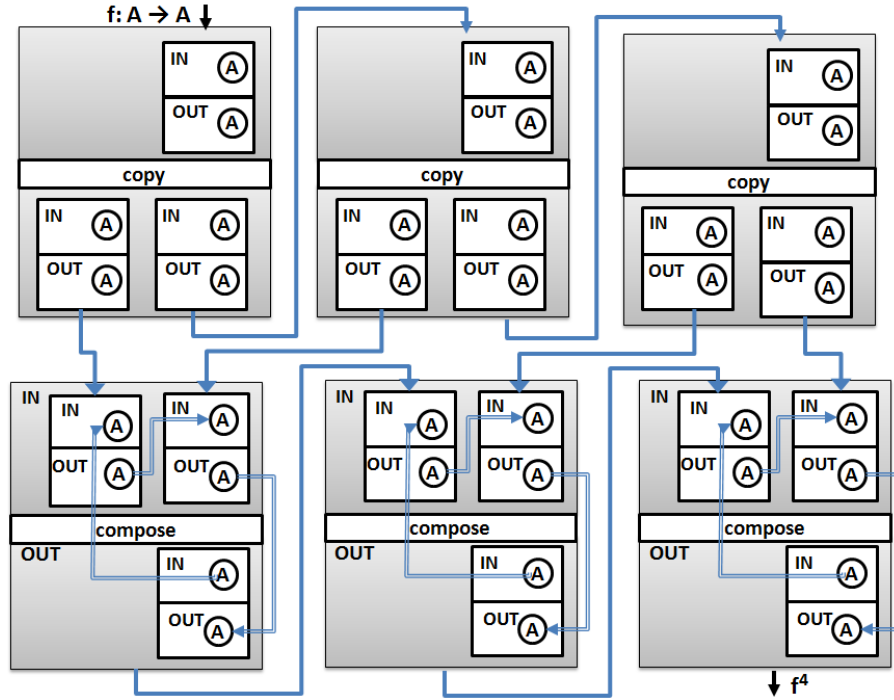 f: A → A
IN A
OUT A
copy
IN A IN A
OUT A OUT A
IN A
OUT A
copy
IN A IN A
OUT A OUT A
IN A
OUT A
copy
IN A IN A
OUT A OUT A
IN
IN A IN A
OUT A OUT A
compose
OUT
IN A
OUT A
IN
IN A IN A
OUT A OUT A
compose
OUT
IN A
OUT A
IN
IN A IN A
OUT A OUT A
compose
OUT
IN A
OUT A
f⁴